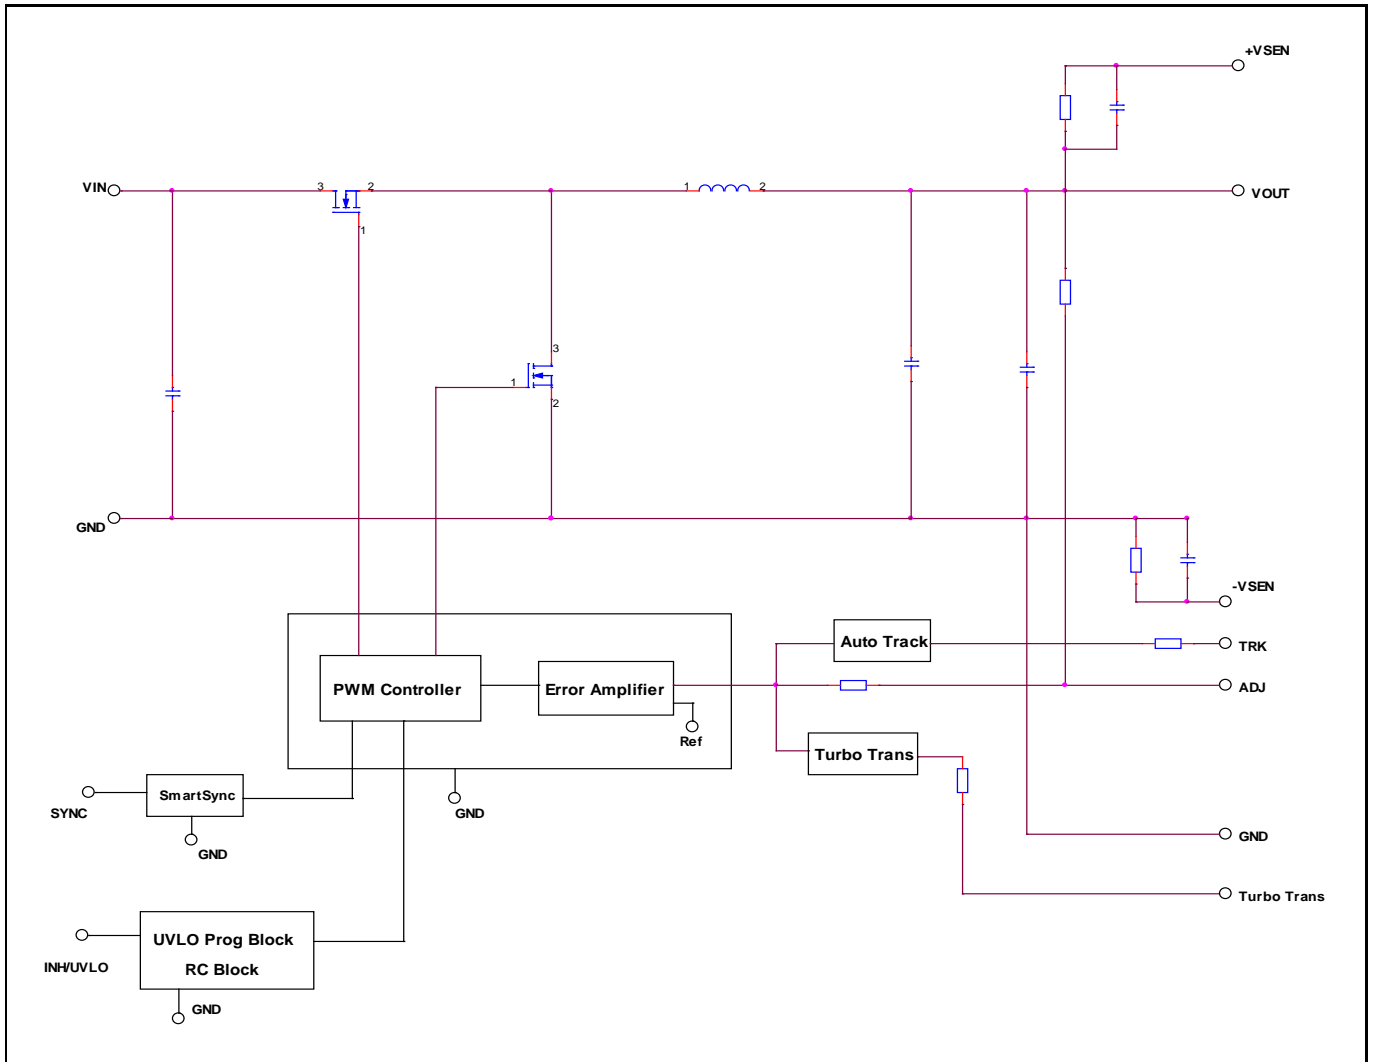 +VSEN
VIN
3
2
1
1
2
VOUT
3
1
2
GND
-VSEN
Auto Track
TRK
PWM Controller
Error Amplifier
ADJ
Ref
Turbo Trans
SmartSync
SYNC
GND
GND
GND
Turbo Trans
UVLO Prog Block
RC Block
INH/UVLO
GND